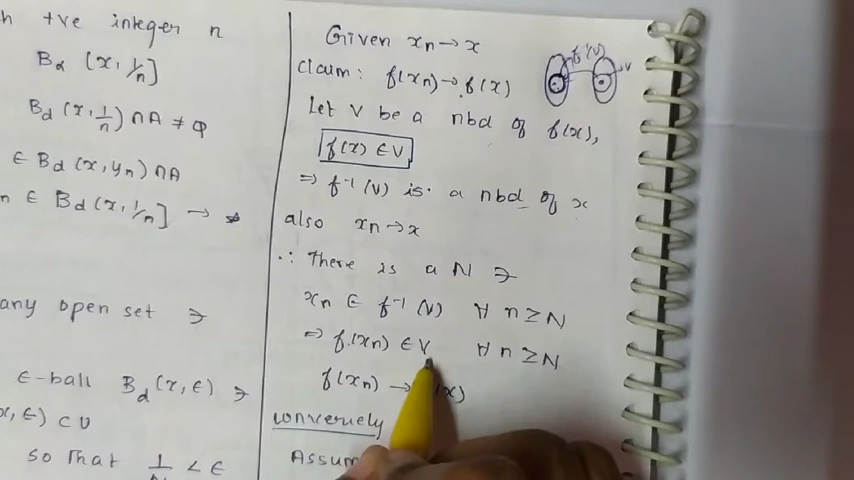 +ve integer n
Bd (x, 1/n]
Bd (x, 1/n) ∩ A ≠ φ
∈ Bd (x, yn) ∩ A
n ∈ Bd (x, 1/n] →
any open set ∋
ε-ball Bd (x, ε) ∋
x, ε) ⊂ U
so That 1/N < ε
Given xn → x
f⁻¹(V) V
Claim: f(xn) → f(x)
Let V be a nbd of f(x),
f(x) ∈ V
⇒ f⁻¹ (V) is a nbd of x
also xn → x
∴ There is a N ∋
xn ∈ f⁻¹ (V) ∀ n ≥ N
⇒ f(xn) ∈ V ∀ n ≥ N
f(xn) → (x)
converuely
Assum